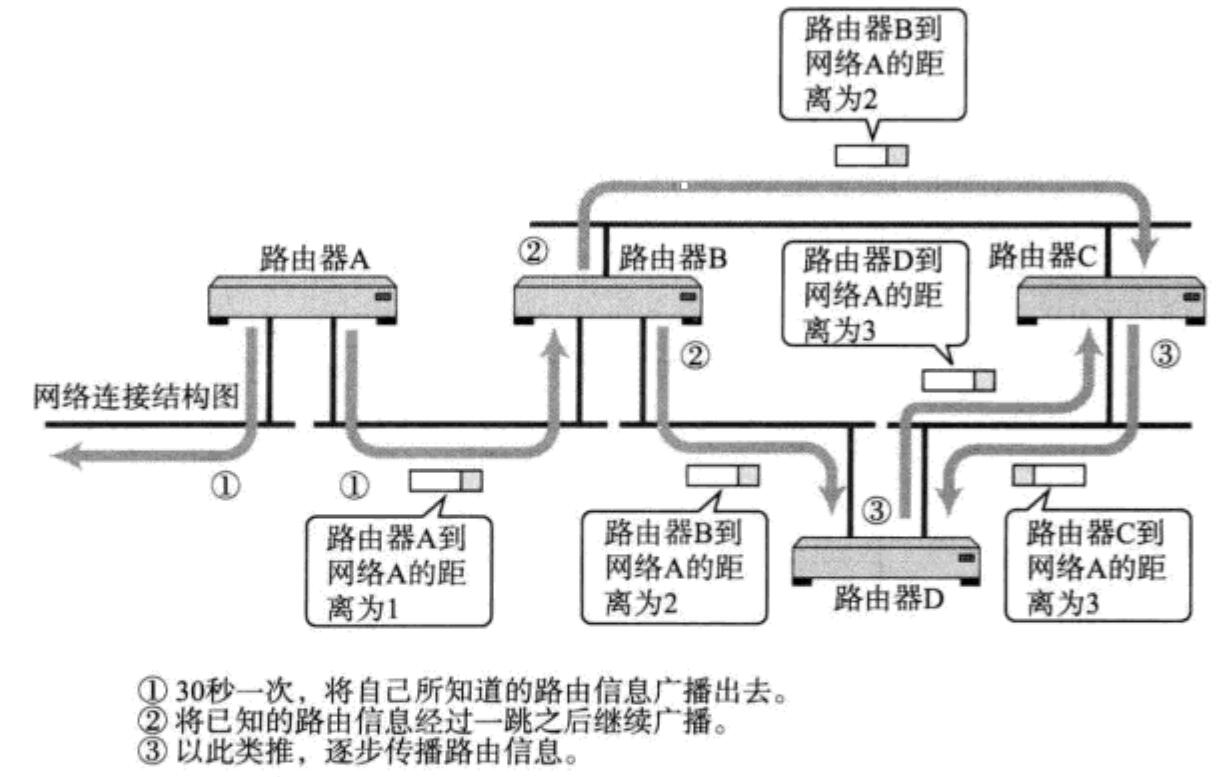 路由器B到
网络A的距
离为2
②
路由器A
路由器B
路由器D到
网络A的距
离为3
路由器C
②
③
网络连接结构图
①
①
③
路由器A到
网络A的距
离为1
路由器B到
网络A的距
离为2
路由器D
路由器C到
网络A的距
离为3
① 30秒一次，将自己所知道的路由信息广播出去。
② 将已知的路由信息经过一跳之后继续广播。
③ 以此类推，逐步传播路由信息。